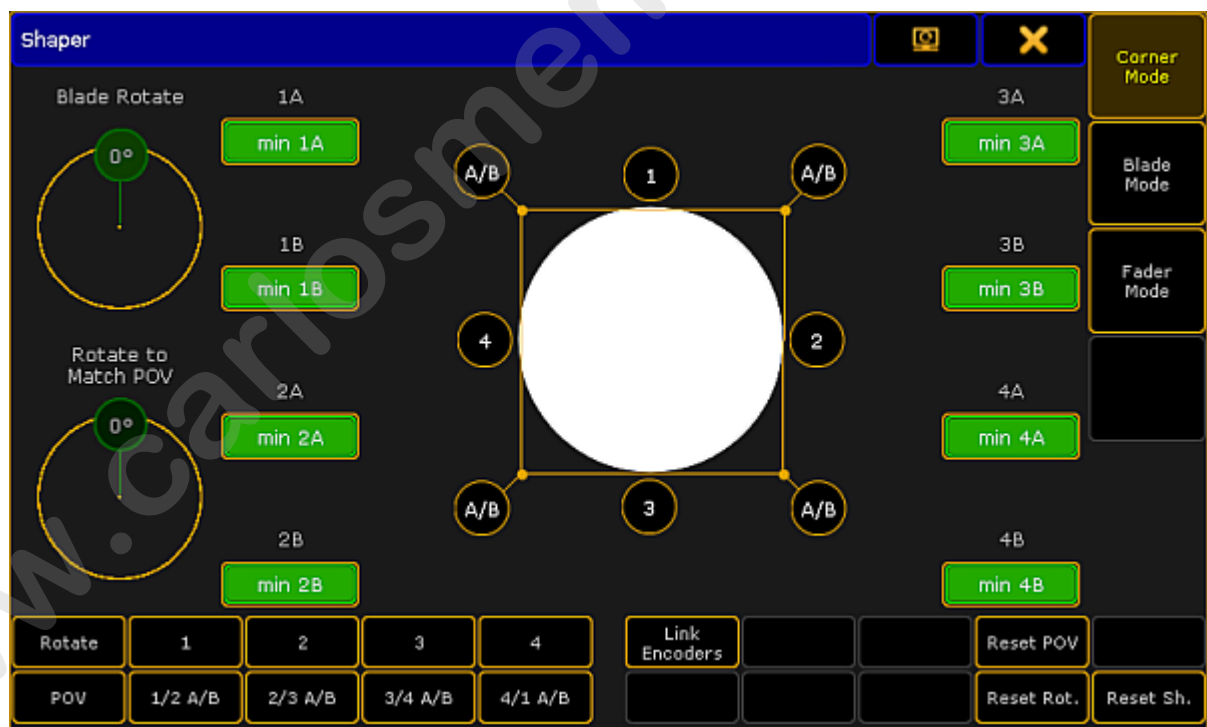 Shaper
Corner
Mode
Blade Rotate
1A
3A
0°
min 1A
min 3A
A/B
1
A/B
Blade
Mode
1B
3B
min 1B
min 3B
Fader
Mode
4
2
Rotate to
Match POV
2A
4A
0°
min 2A
min 4A
A/B
3
A/B
2B
4B
min 2B
min 4B
Rotate
1
2
3
4
Link
Encoders
Reset POV
POV
1/2 A/B
2/3 A/B
3/4 A/B
4/1 A/B
Reset Rot.
Reset Sh.
w.carlosmen